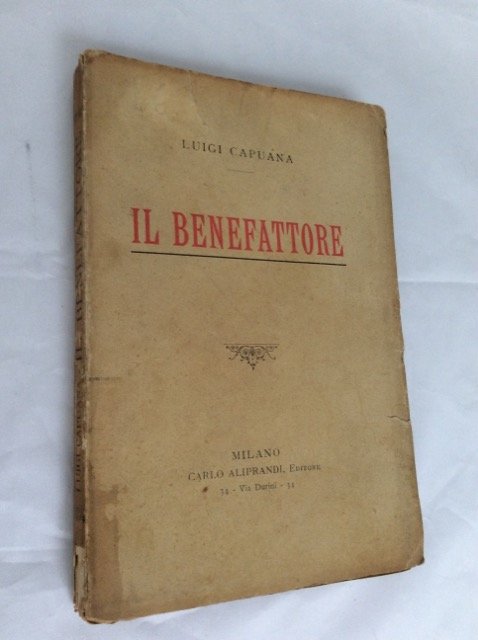 LUIGI CAPUANA
IL BENEFATTORE
MILANO
CARLO ALIPRANDI, EDITORE
34 - Via Durini - 34